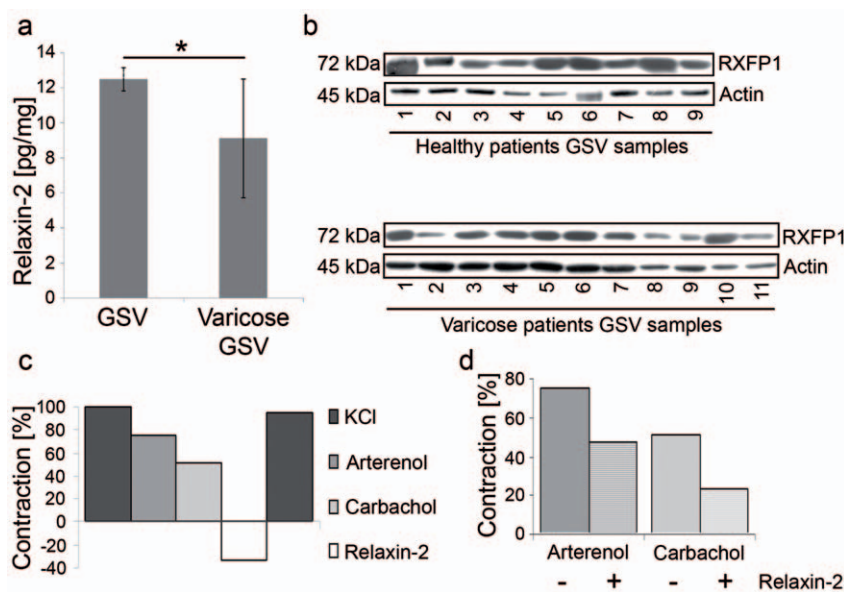 a
Relaxin-2 [pg/mg]
14
12
10
8
6
4
2
0
*
GSV
Varicose
GSV
b
72 kDa
RXFP1
45 kDa
Actin
1 2 3 4 5 6 7 8 9
Healthy patients GSV samples
72 kDa
RXFP1
45 kDa
Actin
1 2 3 4 5 6 7 8 9 10 11
Varicose patients GSV samples
c
Contraction [%]
100
80
60
40
20
0
-20
-40
KCl
Arterenol
Carbachol
Relaxin-2
d
Contraction [%]
80
60
40
20
0
Arterenol Carbachol
- + - + Relaxin-2